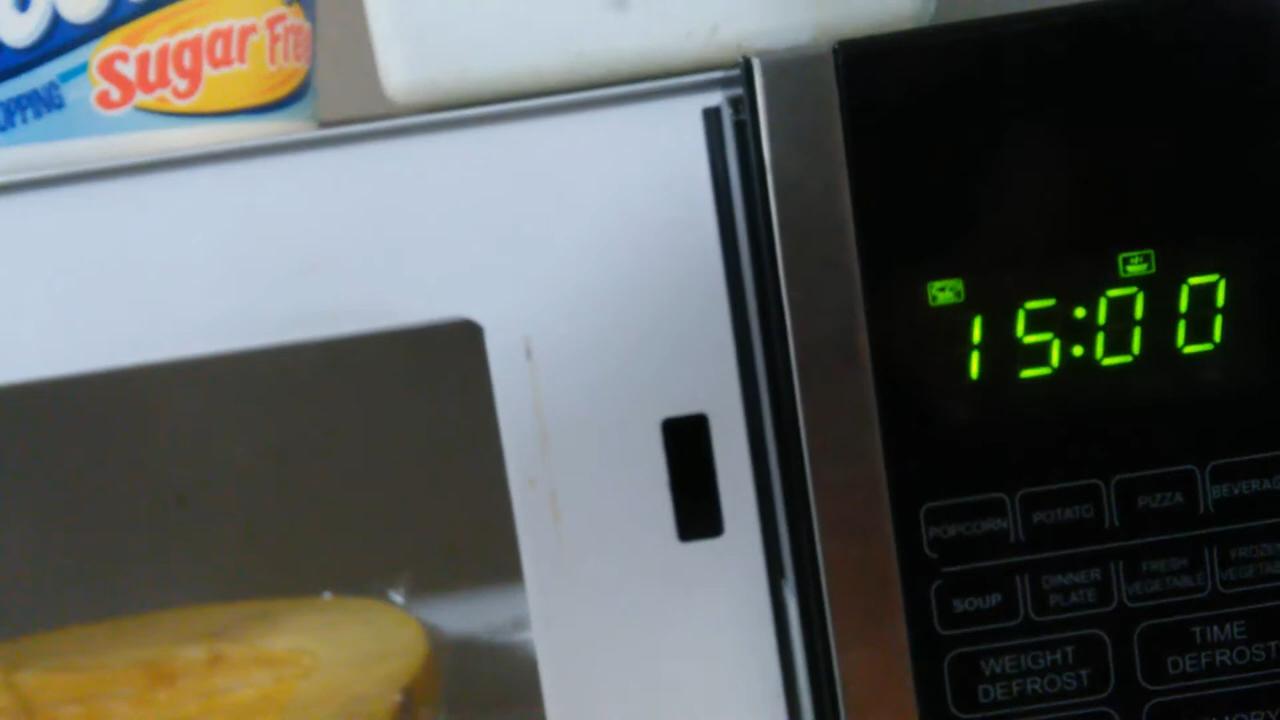 Sugar Fre
OPPING
15:00
POPCORN POTATO PIZZA BEVERAG
SOUP DINNER PLATE FRESH VEGETABLE FROZE VEGETAB
WEIGHT DEFROST TIME DEFROST